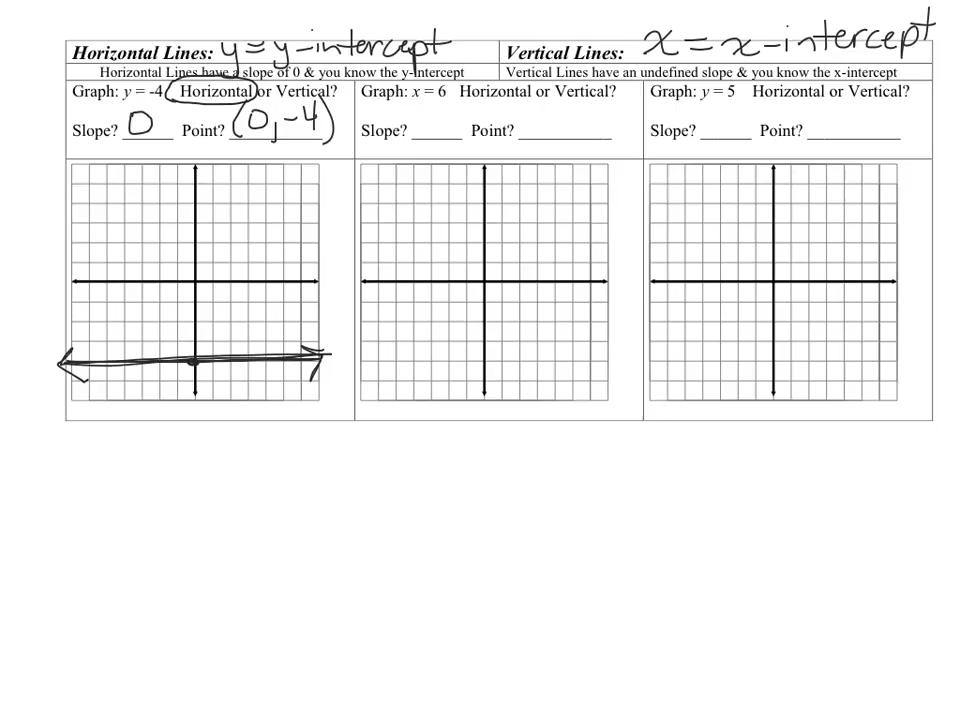 Horizontal Lines: y = y-intercept
Vertical Lines: x = x-intercept
Horizontal Lines have a slope of 0 & you know the y-intercept
Vertical Lines have an undefined slope & you know the x-intercept
Graph: y = -4 Horizontal or Vertical?
Slope? 0 Point? (0, -4)
Graph: x = 6 Horizontal or Vertical?
Slope? ______ Point? ___________
Graph: y = 5 Horizontal or Vertical?
Slope? ______ Point? ___________